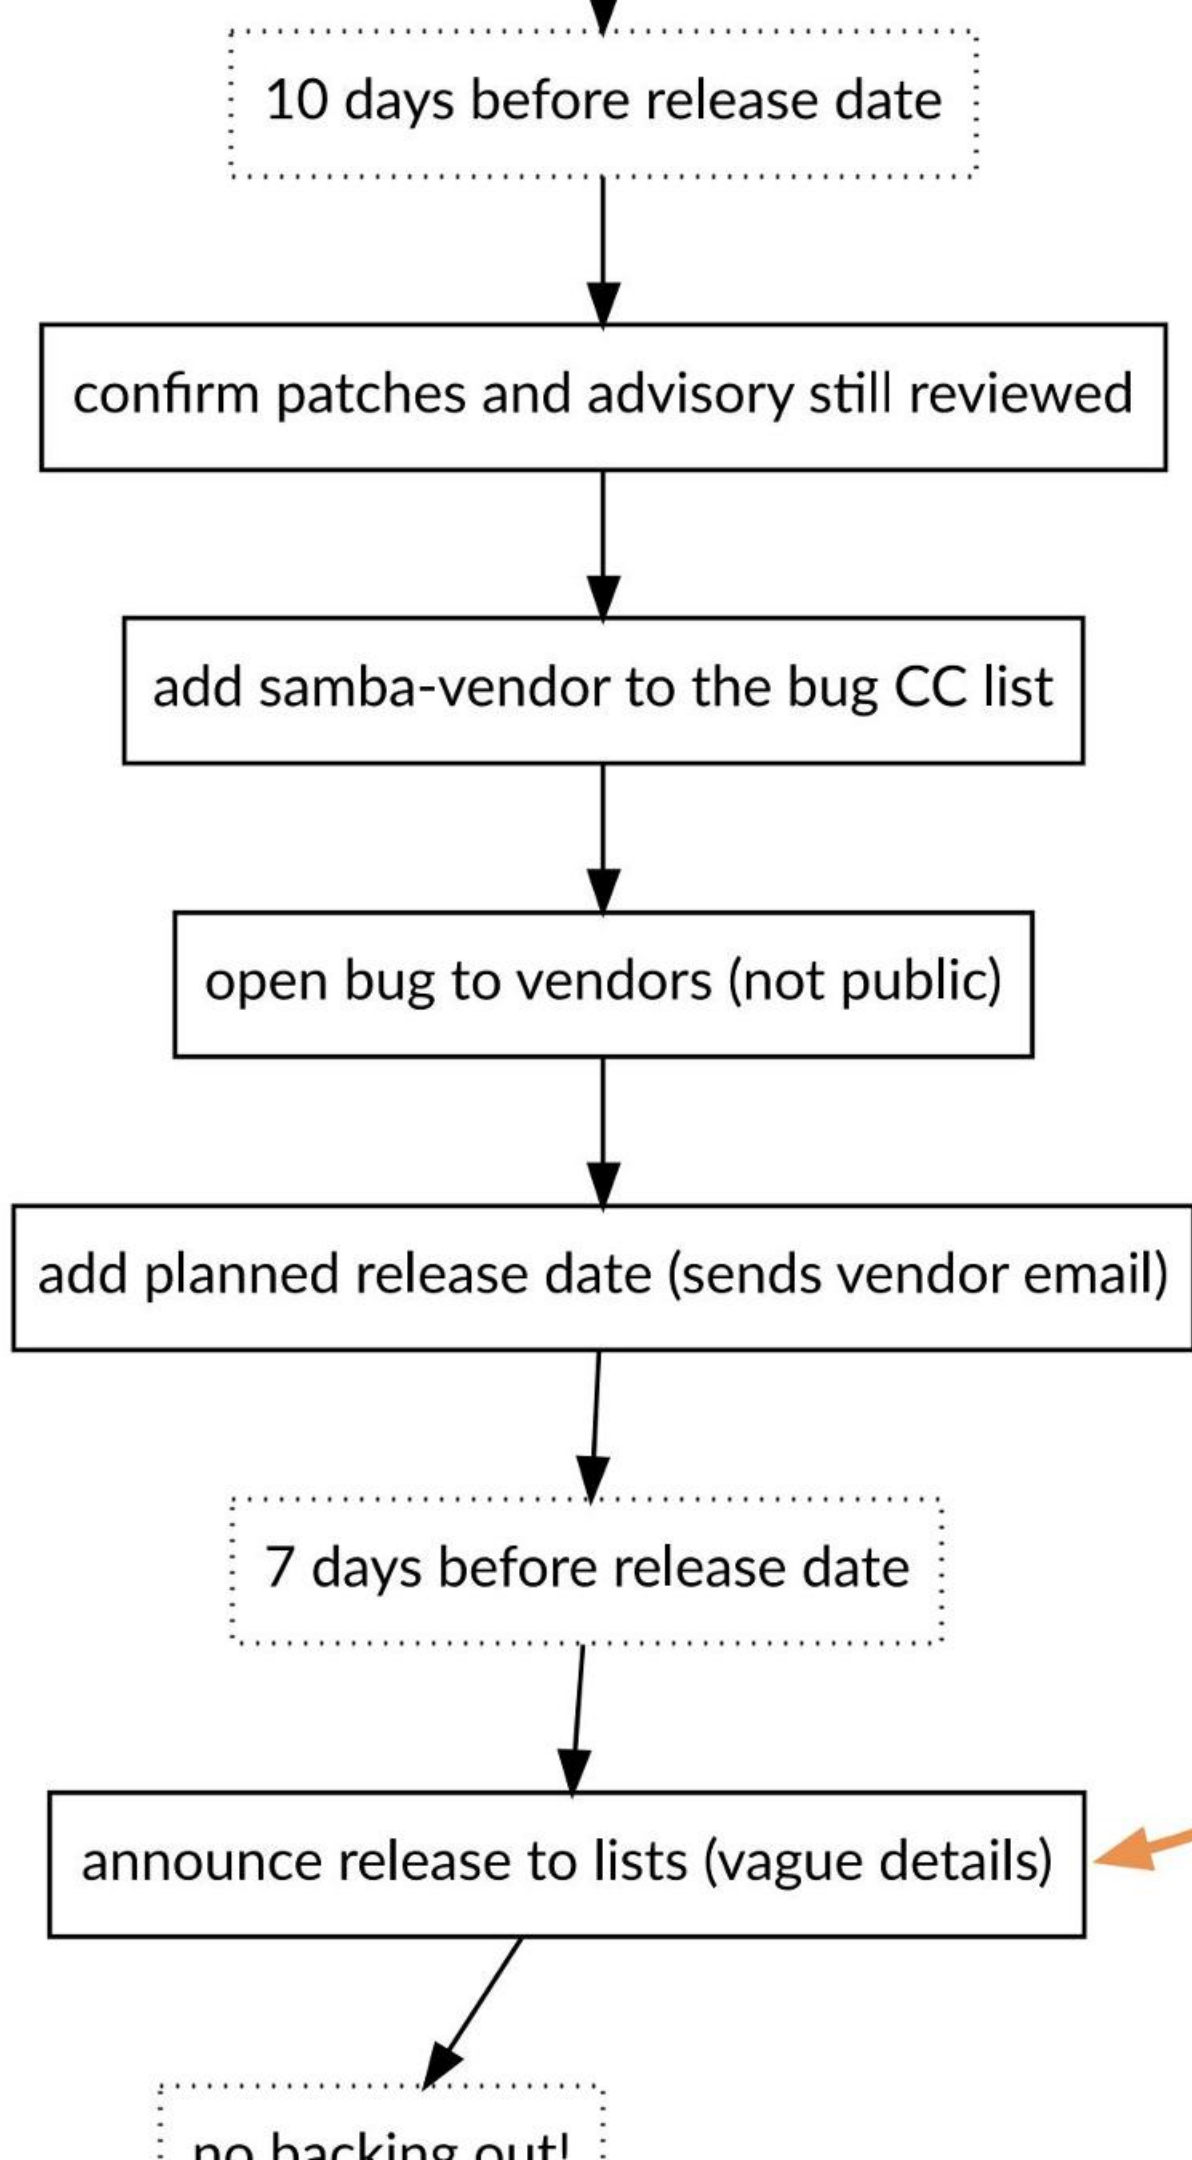 10 days before release date
confirm patches and advisory still reviewed
add samba-vendor to the bug CC list
open bug to vendors (not public)
add planned release date (sends vendor email)
7 days before release date
announce release to lists (vague details)
no backing out!